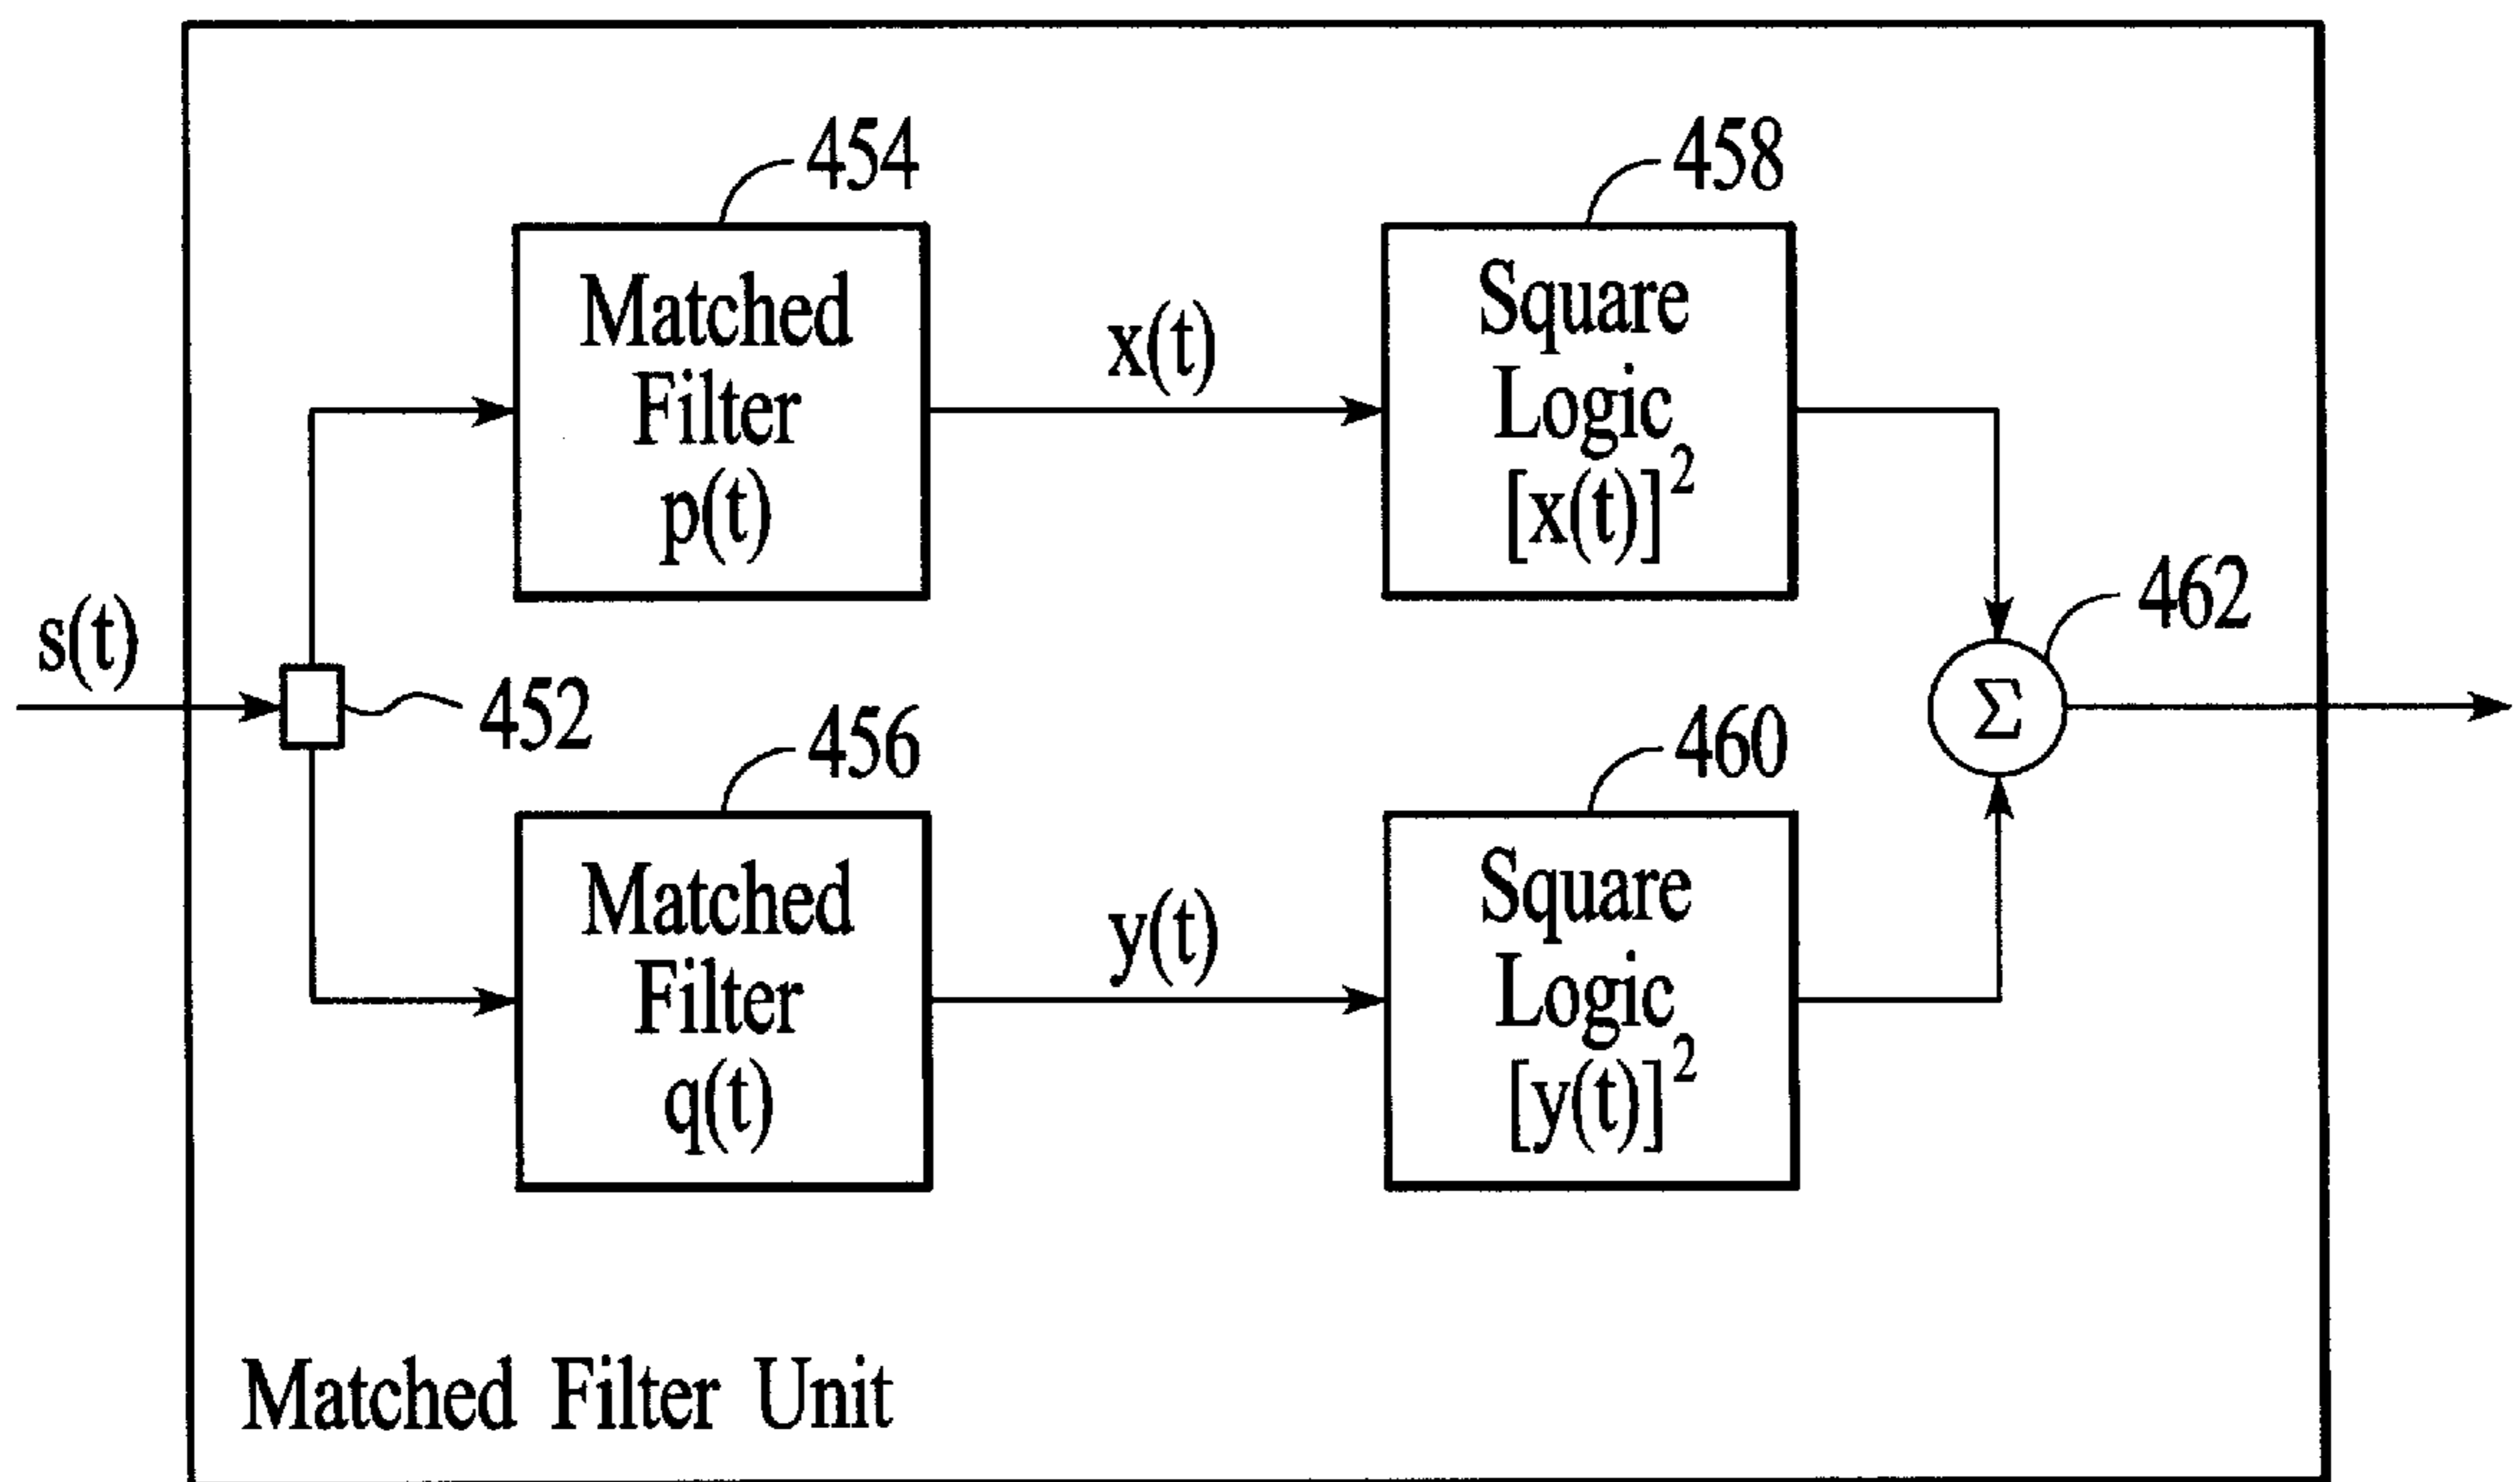 454
458
Matched
Filter
p(t)
x(t)
Square
Logic
[x(t)]²
s(t)
452
462
Σ
456
460
Matched
Filter
q(t)
y(t)
Square
Logic
[y(t)]²
Matched Filter Unit